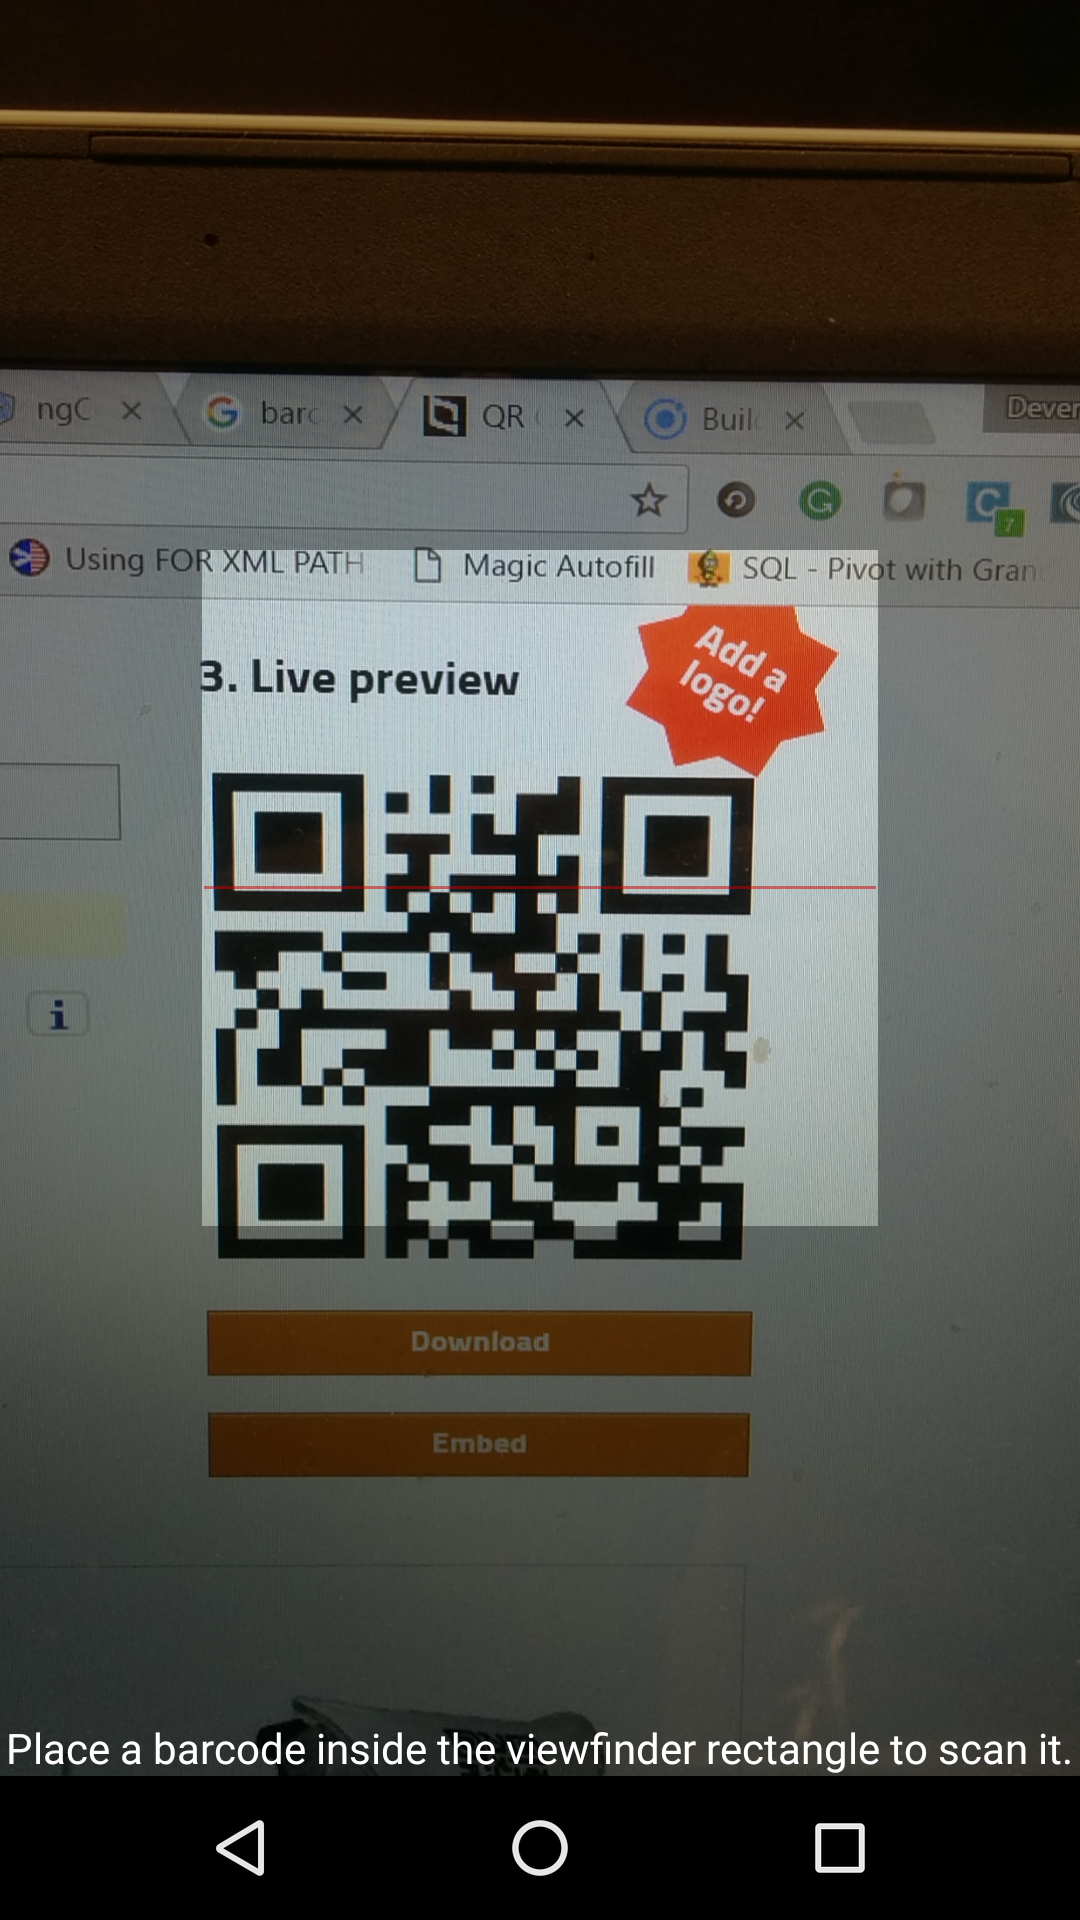 ngC
barc
QR
Buil
Dever
C
7
Using FOR XML PATH
Magic Autofill
SQL - Pivot with Gran
3. Live preview
Add a
logo!
i
Download
Embed
Place a barcode inside the viewfinder rectangle to scan it.